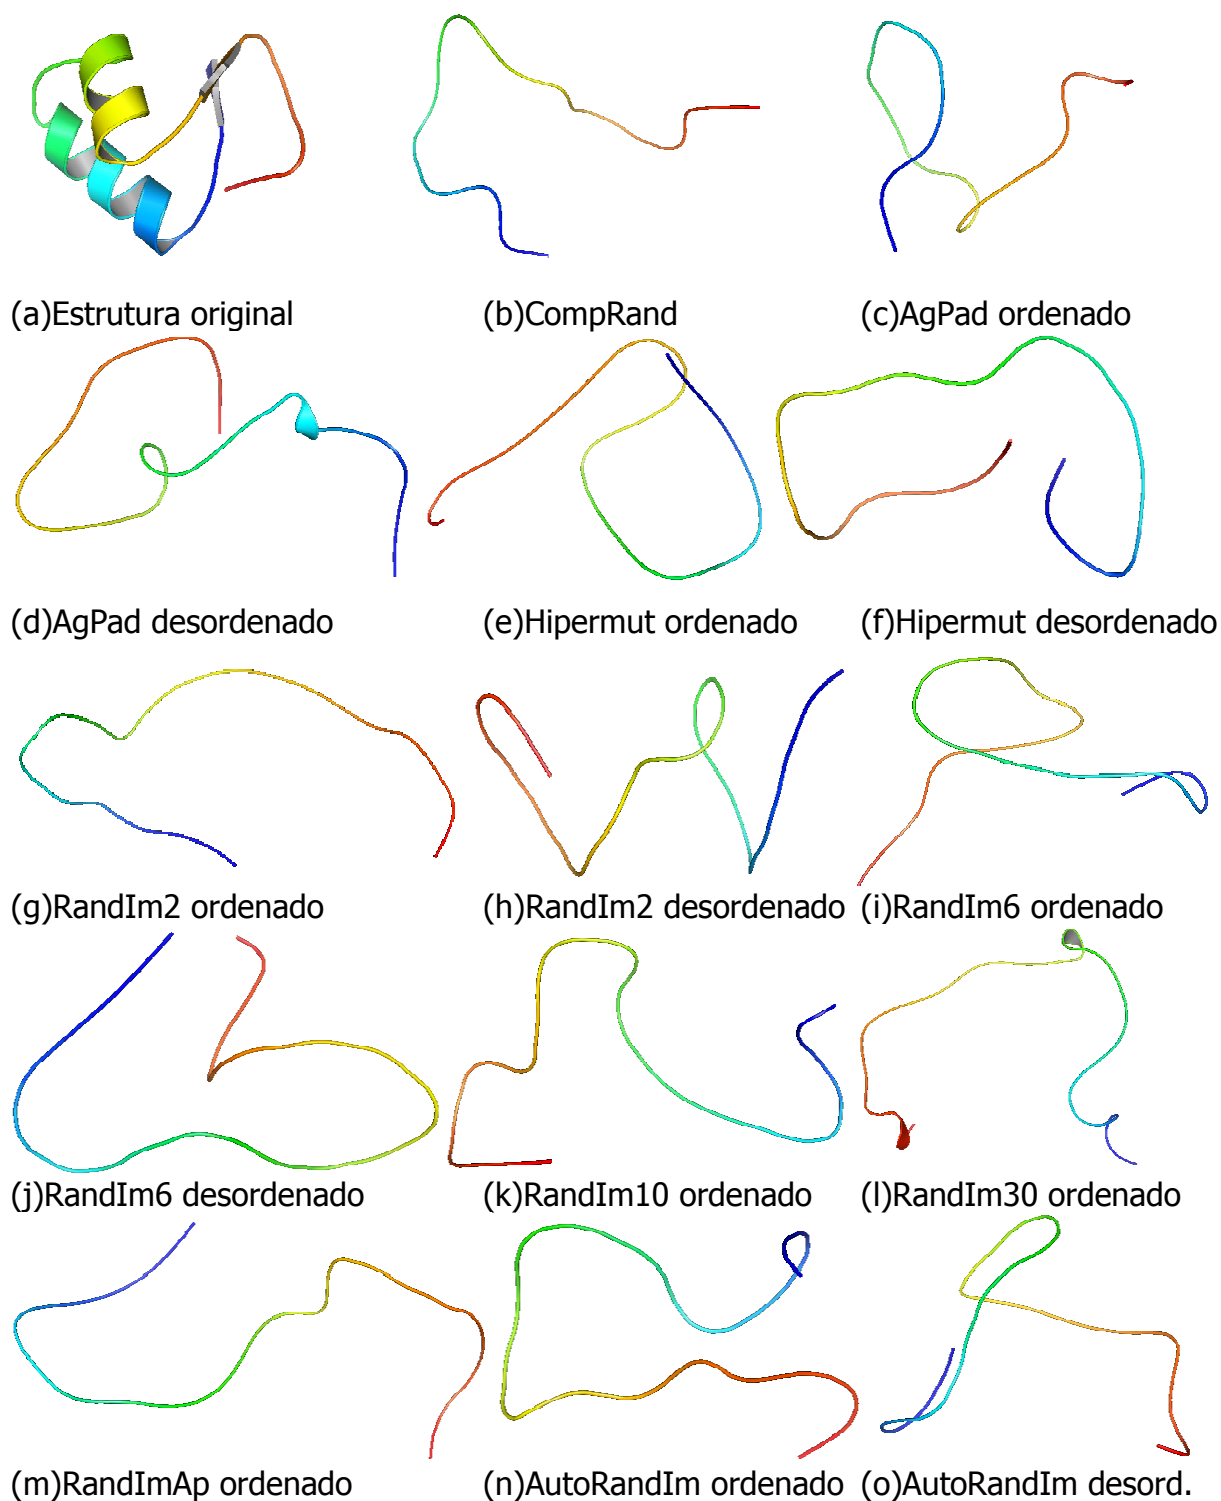 (a)Estrutura original
(b)CompRand
(c)AgPad ordenado
(d)AgPad desordenado
(e)Hipermut ordenado
(f)Hipermut desordenado
(g)RandIm2 ordenado
(h)RandIm2 desordenado
(i)RandIm6 ordenado
(j)RandIm6 desordenado
(k)RandIm10 ordenado
(l)RandIm30 ordenado
(m)RandImAp ordenado
(n)AutoRandIm ordenado
(o)AutoRandIm desord.